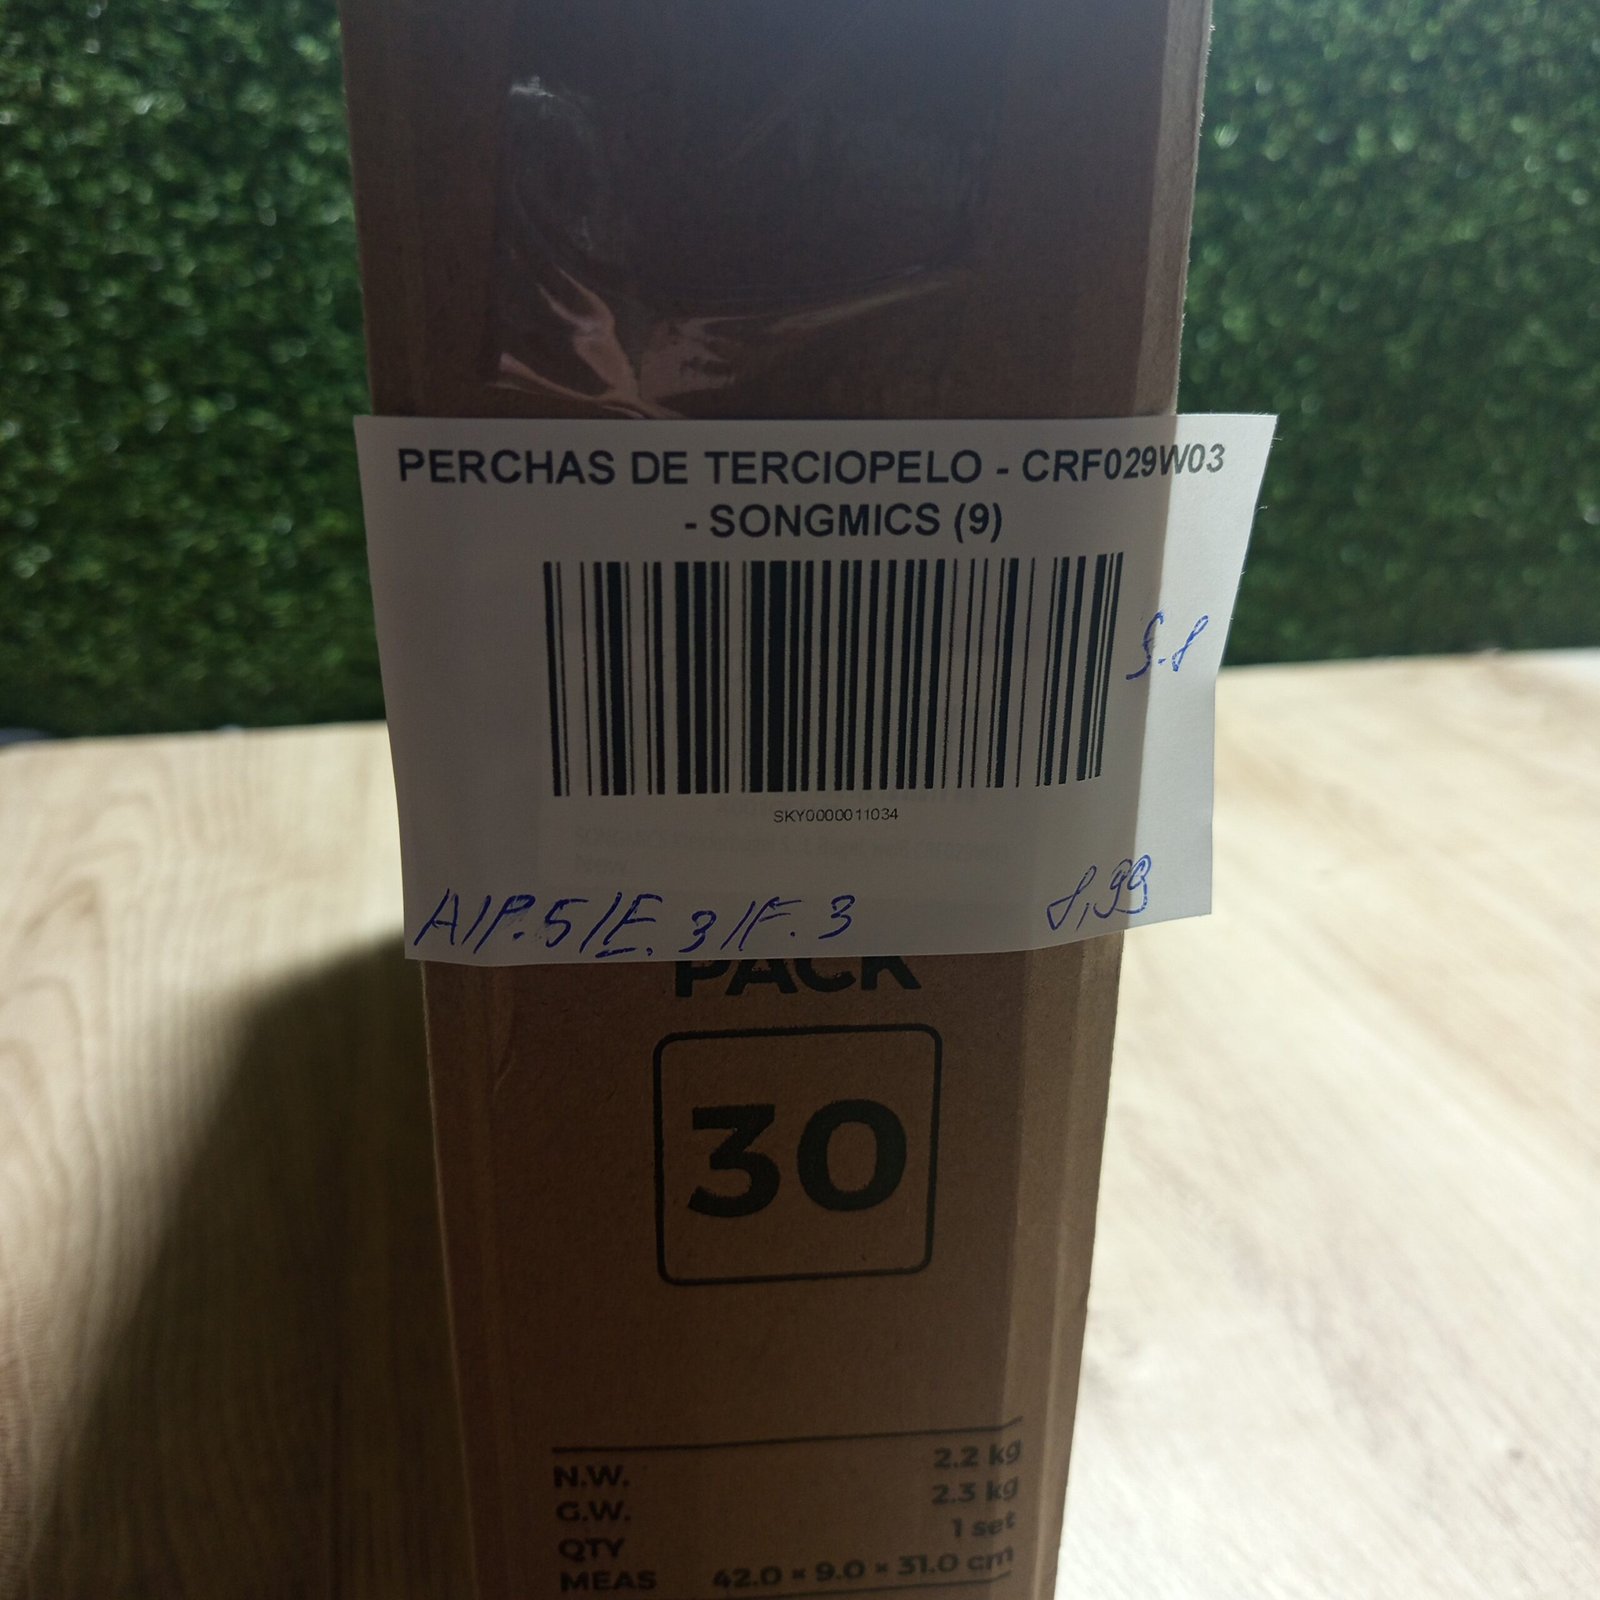 PERCHAS DE TERCIOPELO - CRF029W03
- SONGMICS (9)
S.8
SKY0000011034
A/P.5/E.3/F.3
8,99
PACK
30
N.W. 2.2 kg
G.W. 2.3 kg
QTY 1 set
MEAS 42.0 × 9.0 × 31.0 cm